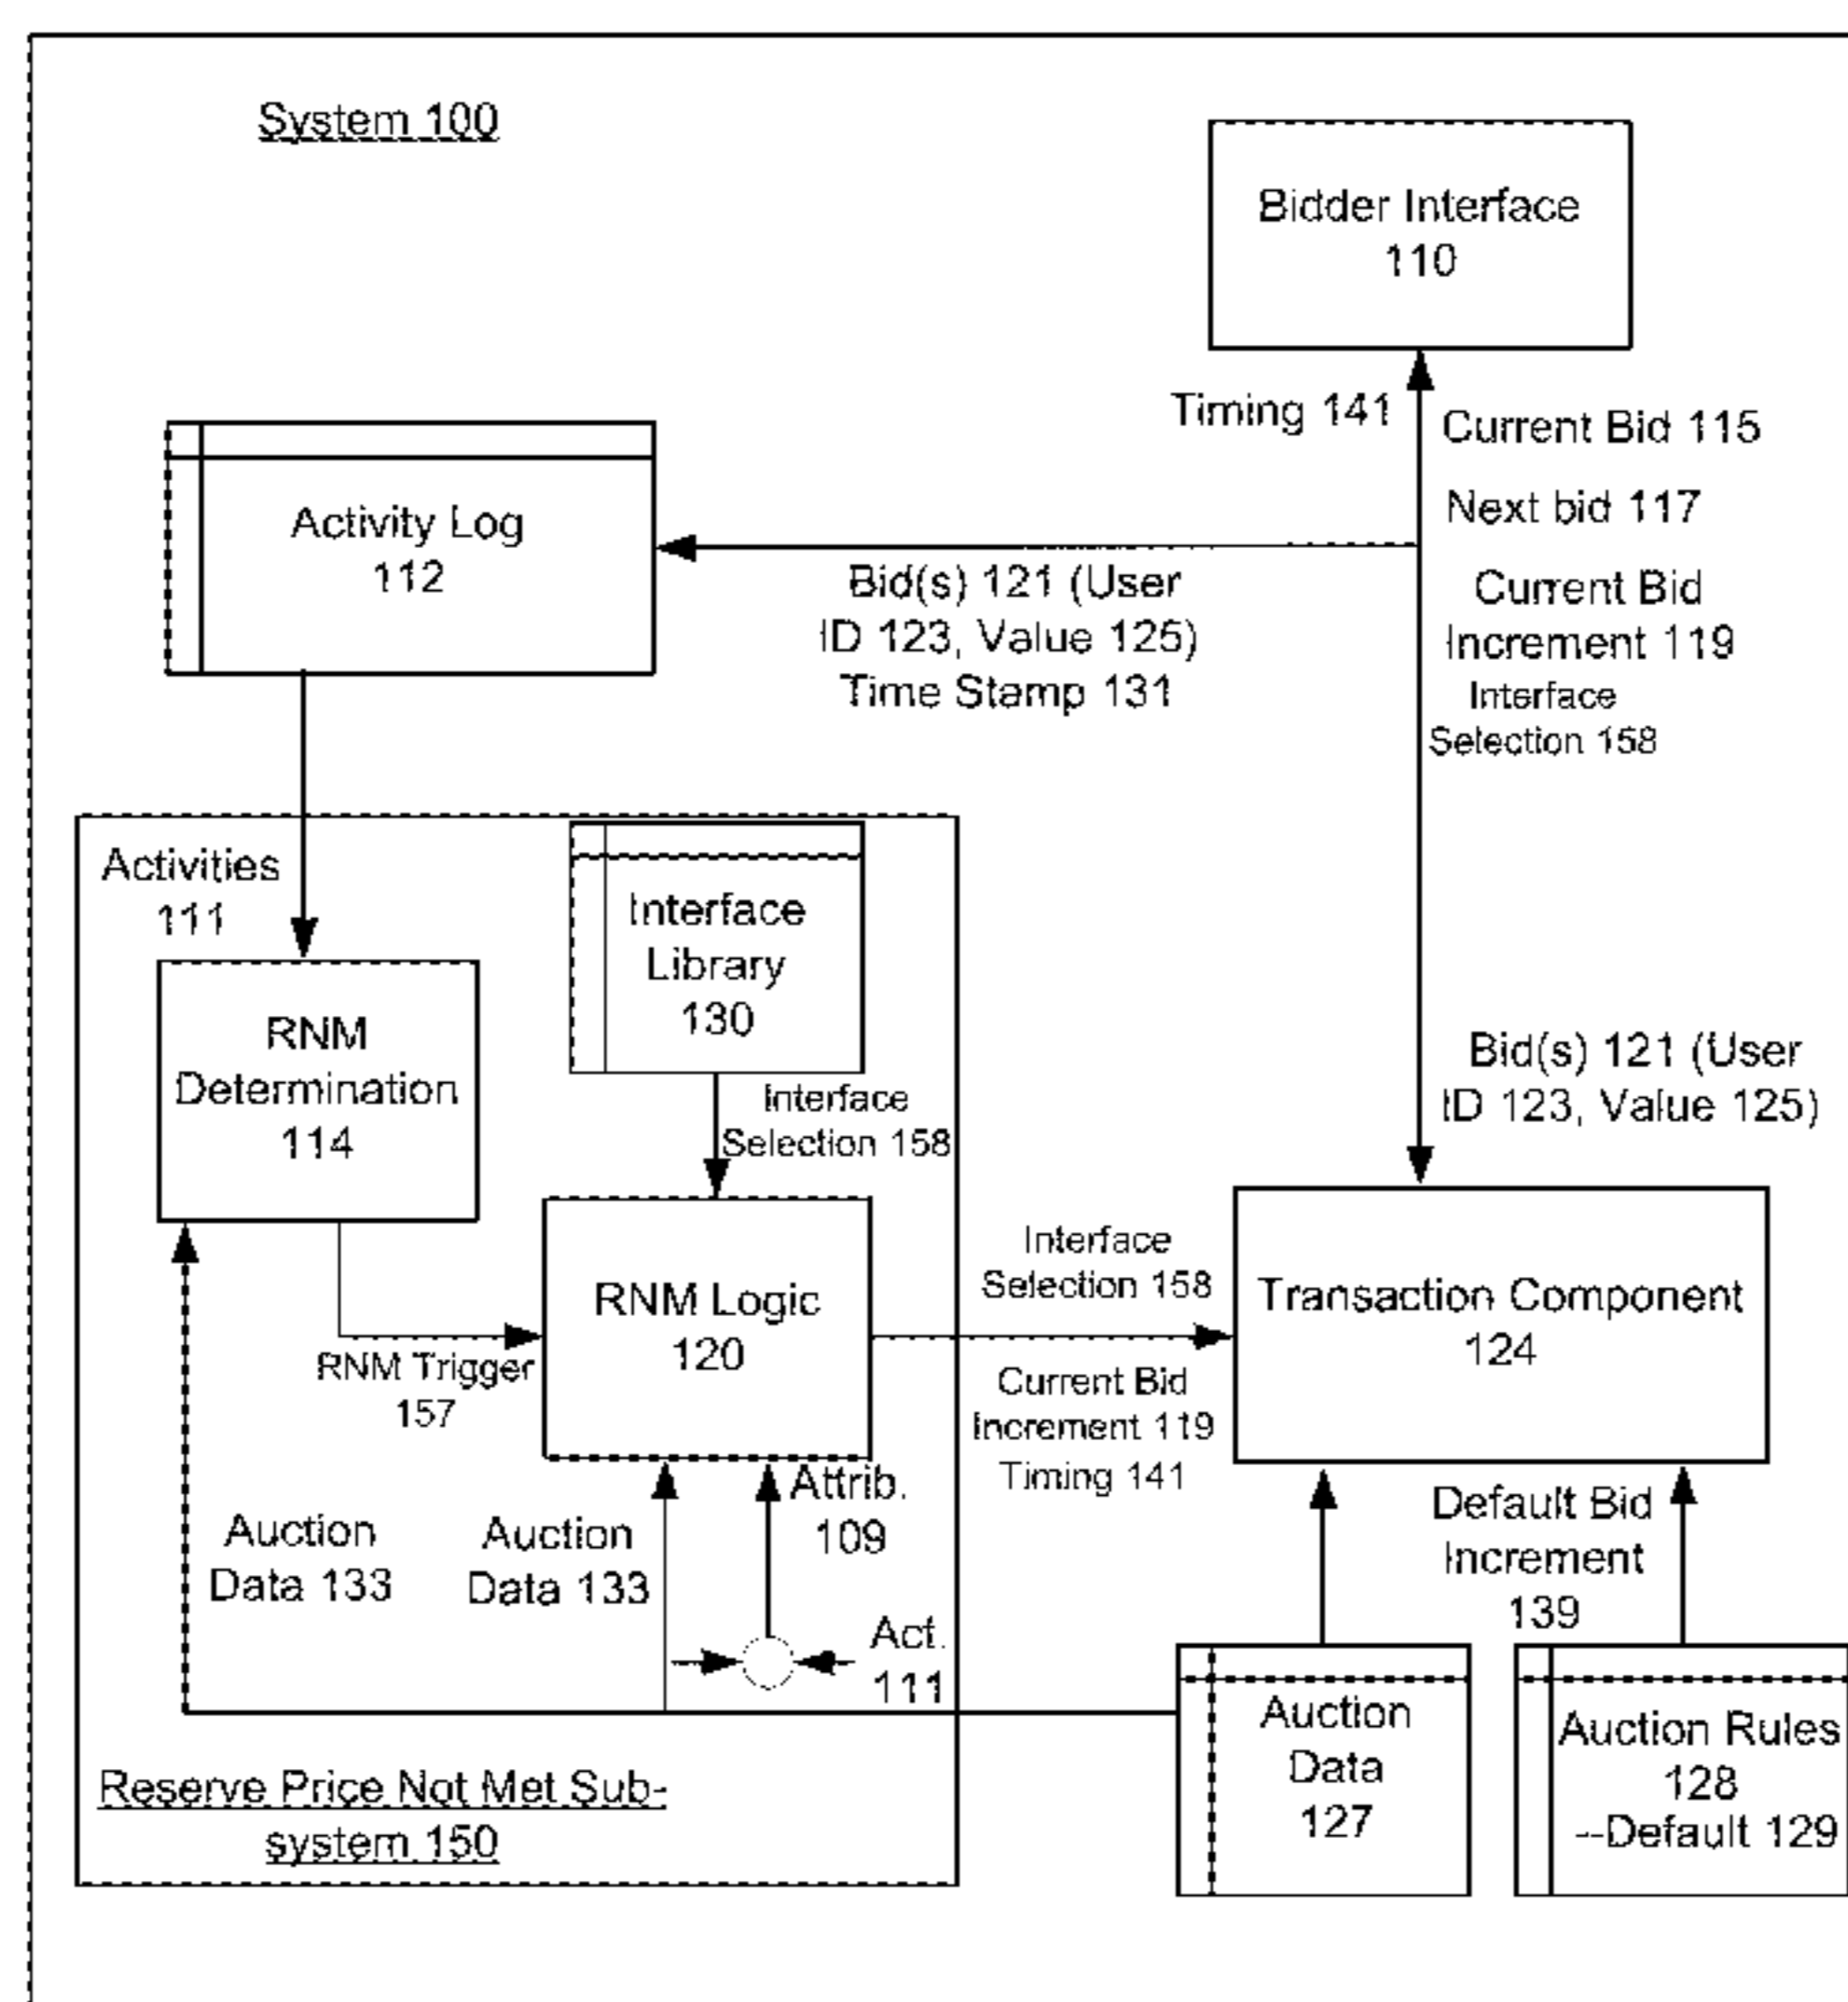 System 100
Bidder Interface
110
Timing 141
Current Bid 115
Next bid 117
Current Bid
Increment 119
Interface
Selection 158
Activity Log
112
Bid(s) 121 (User
ID 123, Value 125)
Time Stamp 131
Activities
111
Interface
Library
130
RNM
Determination
114
Interface
Selection 158
Bid(s) 121 (User
ID 123, Value 125)
RNM Logic
120
Interface
Selection 158
Transaction Component
124
RNM Trigger
157
Current Bid
Increment 119
Timing 141
Attrib.
109
Default Bid
Increment
139
Auction
Data 133
Auction
Data 133
Act.
111
Auction
Data
127
Auction Rules
128
--Default 129
Reserve Price Not Met Sub-
system 150